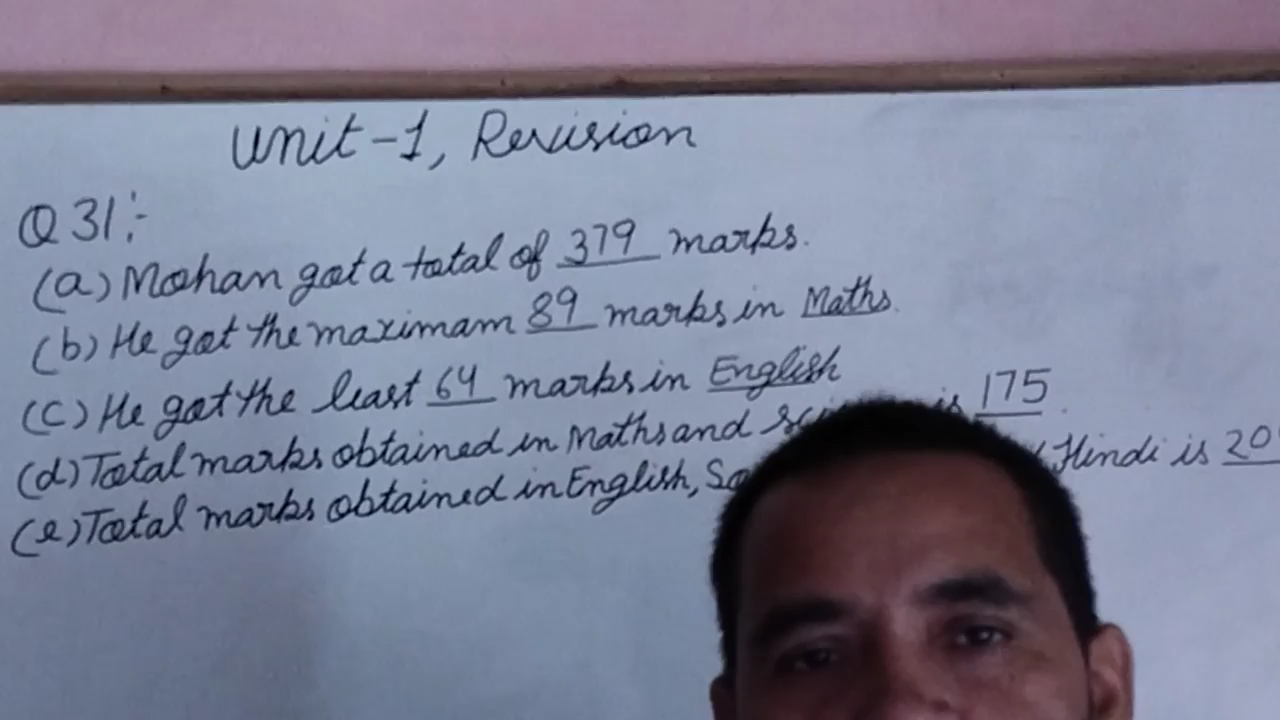 Unit-1, Revision
Q 31:-
(a) Mohan got a total of 379 marks.
(b) He got the maximam 89 marks in Maths.
(c) He got the least 64 marks in English
(d) Total marks obtained in Maths and is 175.
(e) Total marks obtained in English, Hindi is